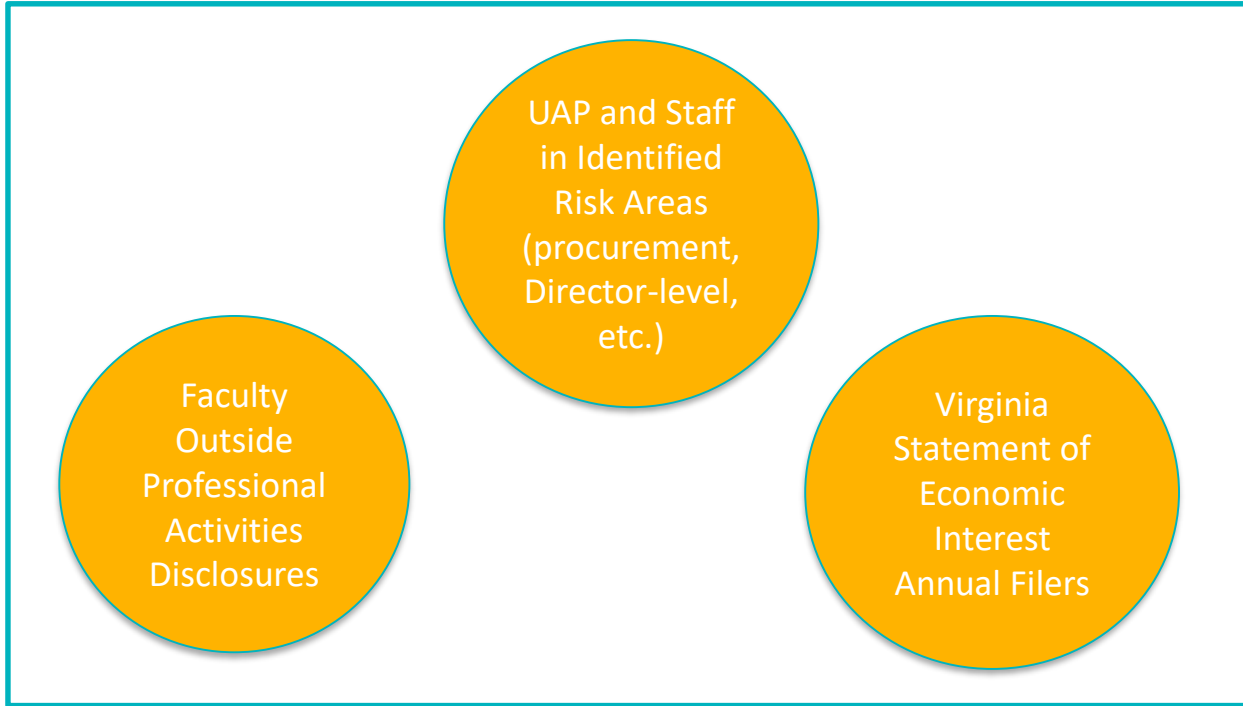 UAP and Staff
in Identified
Risk Areas
(procurement,
Director-level,
etc.)
Faculty
Outside
Professional
Activities
Disclosures
Virginia
Statement of
Economic
Interest
Annual Filers